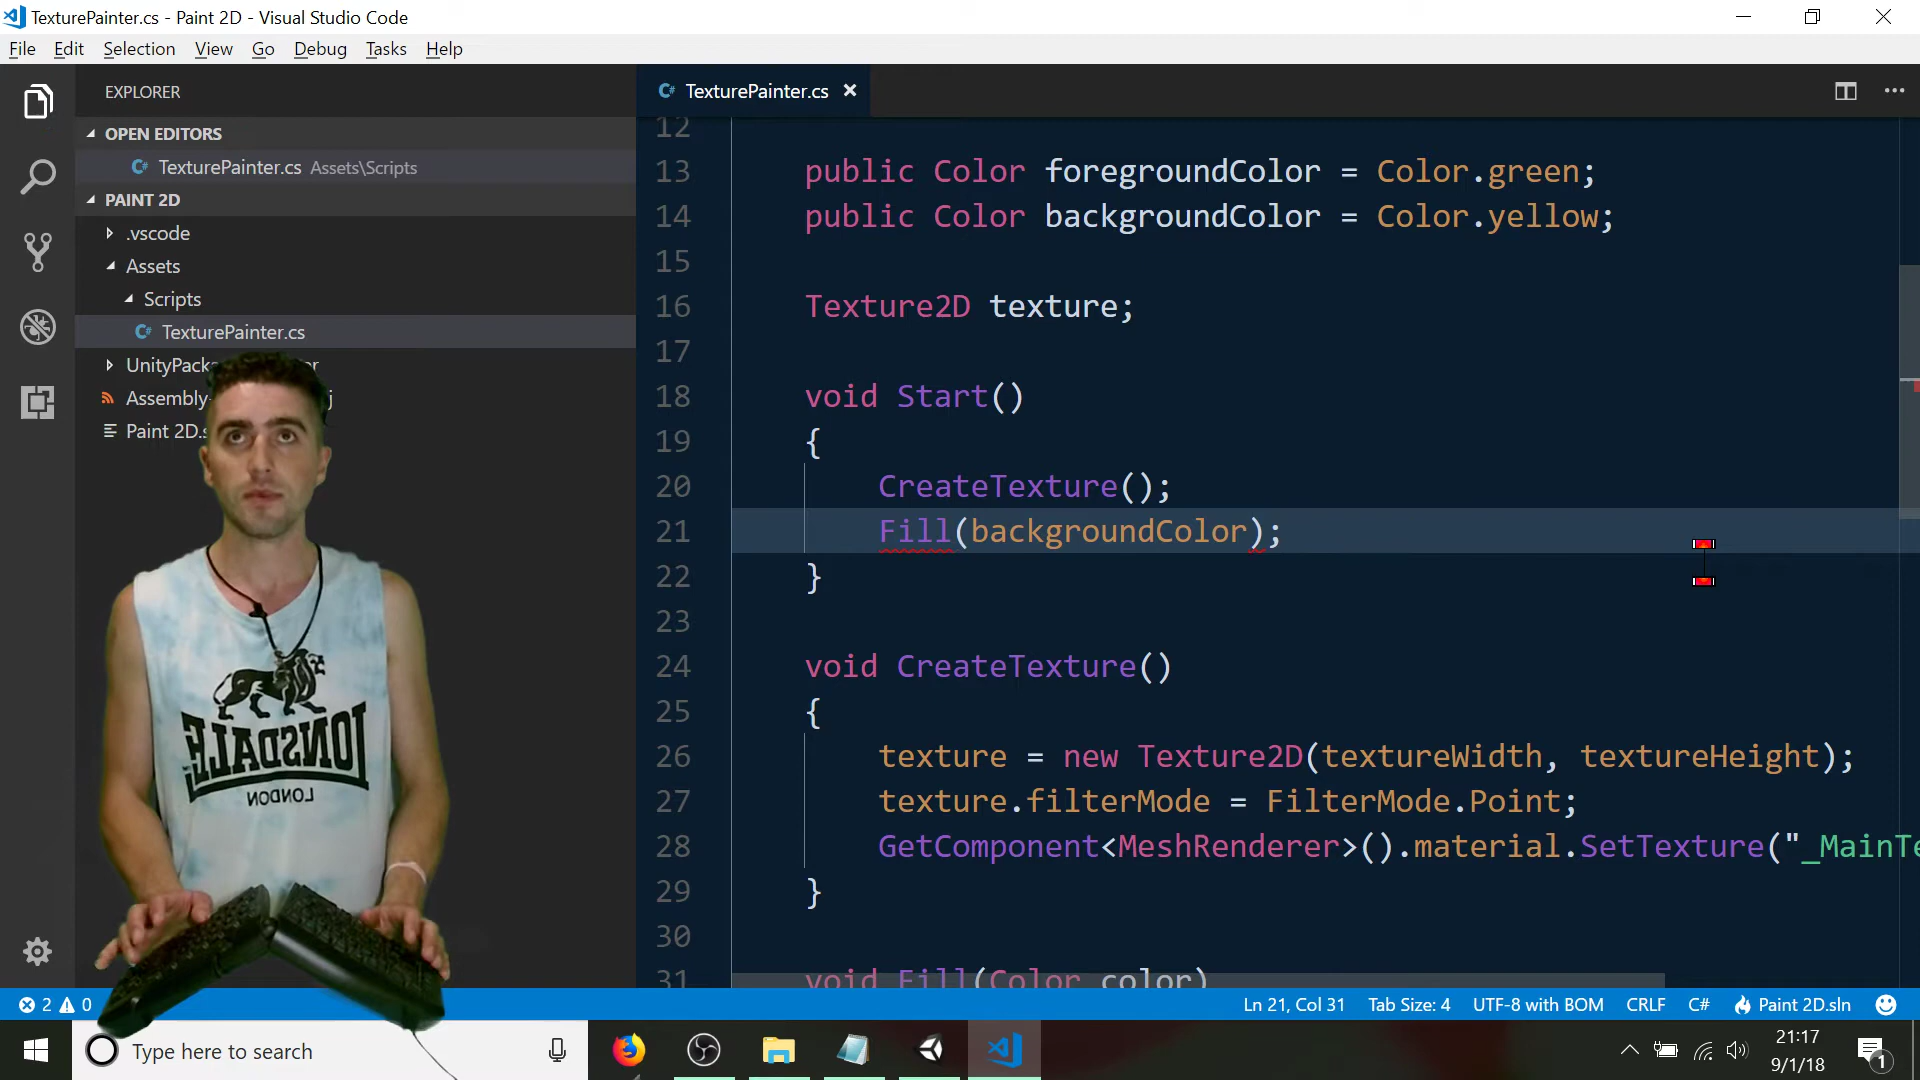 TexturePainter.cs - Paint 2D - Visual Studio Code
File Edit Selection View Go Debug Tasks Help
EXPLORER
OPEN EDITORS
TexturePainter.cs Assets\Scripts
PAINT 2D
.vscode
Assets
Scripts
TexturePainter.cs
UnityPack r
Assembly- j
Paint 2D.s
TexturePainter.cs
12
13 public Color foregroundColor = Color.green;
14 public Color backgroundColor = Color.yellow;
15
16 Texture2D texture;
17
18 void Start()
19 {
20 CreateTexture();
21 Fill(backgroundColor);
22 }
23
24 void CreateTexture()
25 {
26 texture = new Texture2D(textureWidth, textureHeight);
27 texture.filterMode = FilterMode.Point;
28 GetComponent<MeshRenderer>().material.SetTexture("_MainTe
29 }
30
31 void Fill(Color color)
JONSDALE
LONDON
2 0 Ln 21, Col 31 Tab Size: 4 UTF-8 with BOM CRLF C# Paint 2D.sln
Type here to search
21:17
9/1/18
1